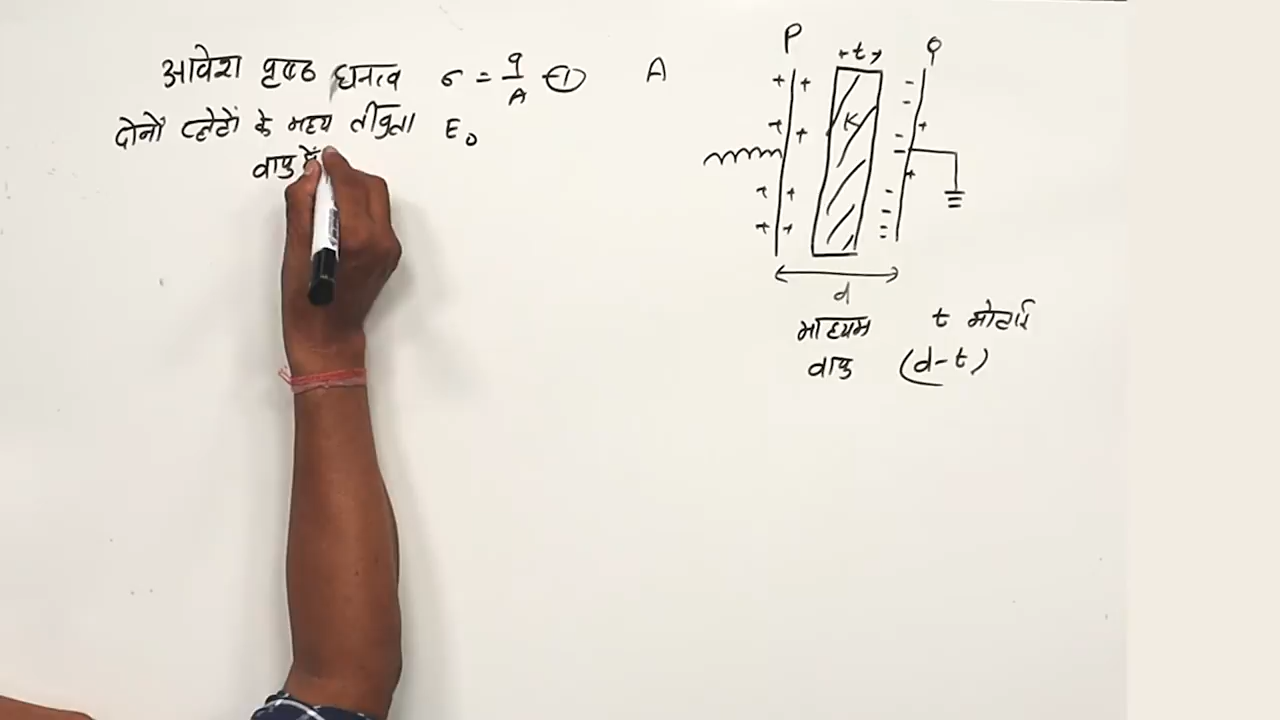 आवेश पृष्ठ घनत्व σ = q/A ①
A
दोनों प्लेटों के मध्य तीव्रता E₀
वायु में
P
Q
t
K
d
माध्यम t मोटाई
वायु (d-t)